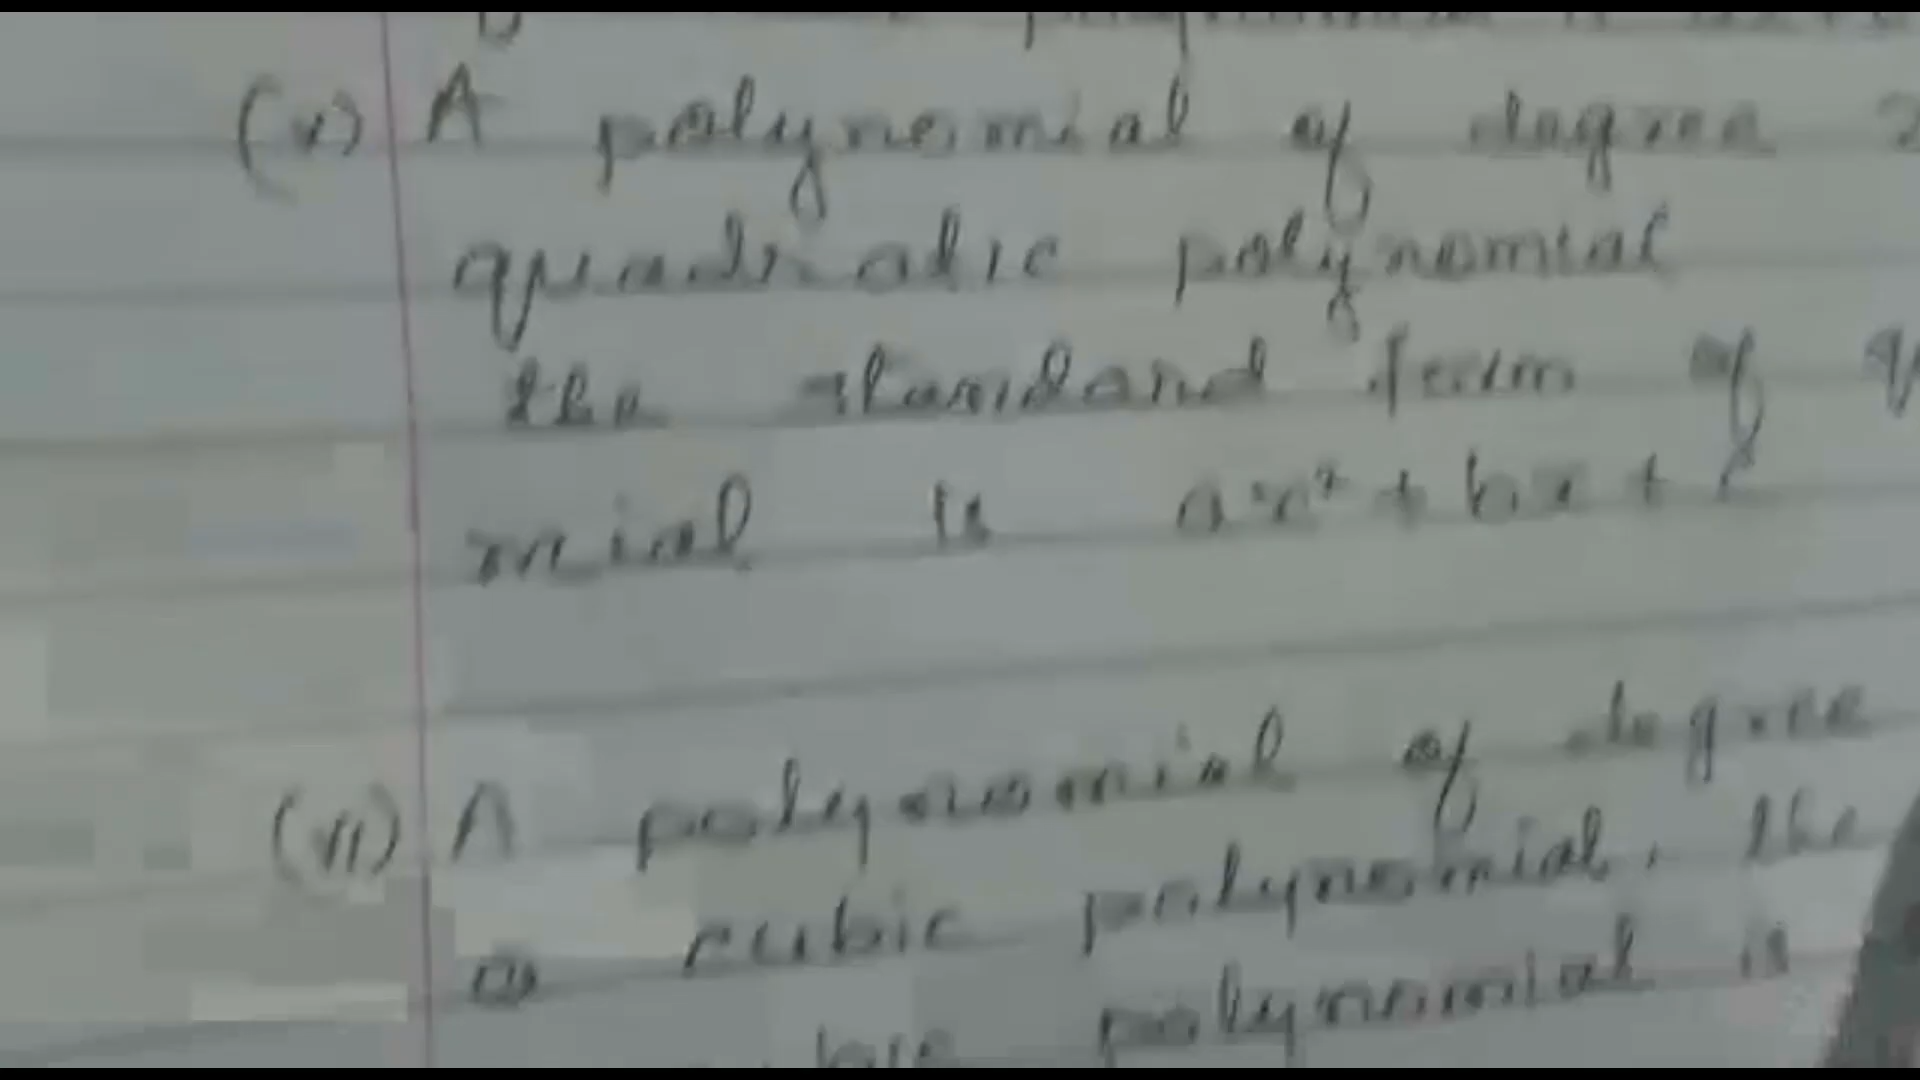 (v) A polynomial of degree 2
quadratic polynomial
the standard form of
mial is ax² + bx + c
(vi) A polynomial of degree
a cubic polynomial, the
polynomial is